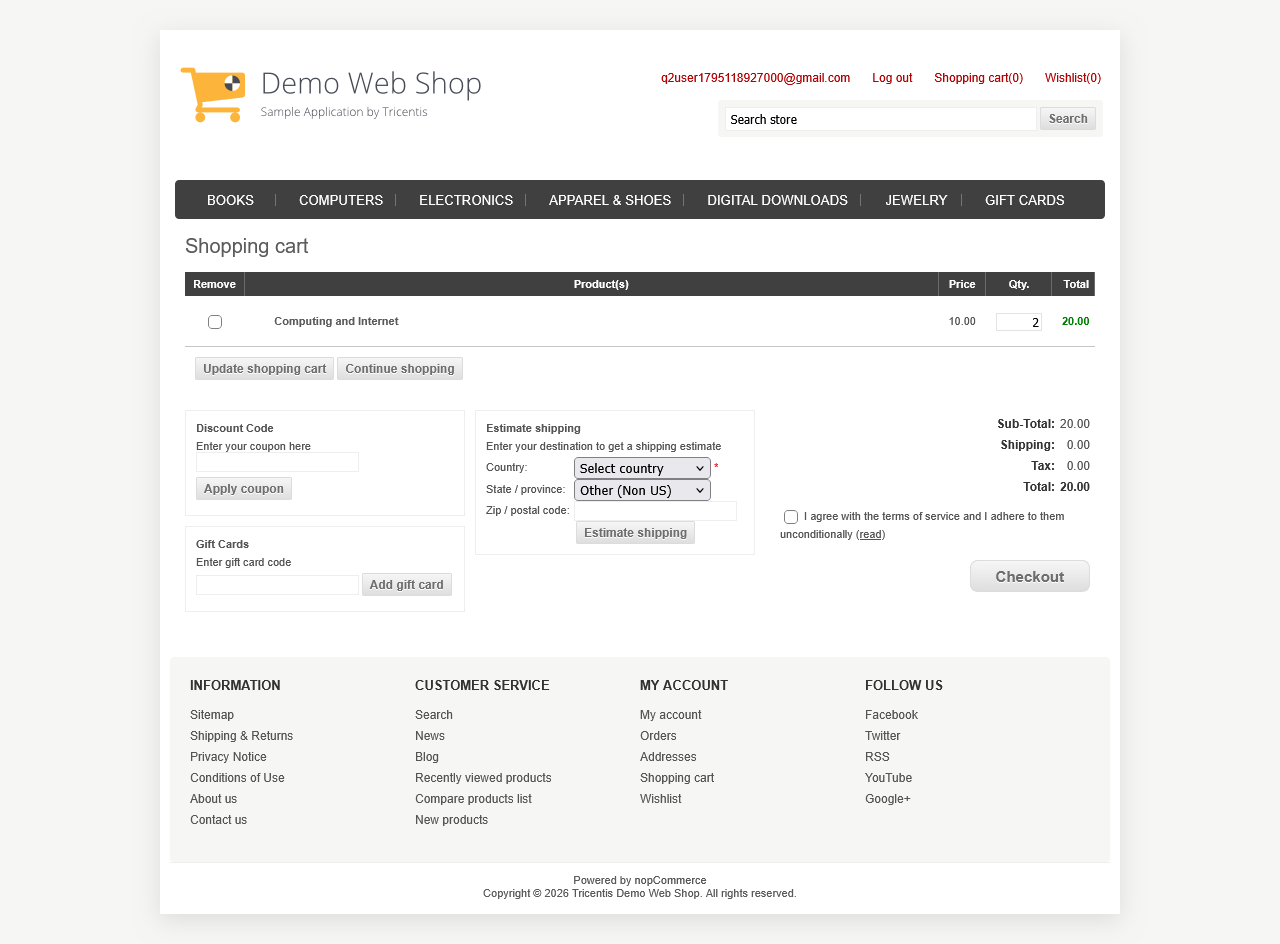 Demo Web Shop
Sample Application by Tricentis
q2user1795118927000@gmail.com Log out Shopping cart(0) Wishlist(0)
Search store Search
BOOKS COMPUTERS ELECTRONICS APPAREL & SHOES DIGITAL DOWNLOADS JEWELRY GIFT CARDS
Shopping cart
Remove Product(s) Price Qty. Total
Computing and Internet 10.00 2 20.00
Update shopping cart Continue shopping
Discount Code
Enter your coupon here
Apply coupon
Gift Cards
Enter gift card code
Add gift card
Estimate shipping
Enter your destination to get a shipping estimate
Country: Select country *
State / province: Other (Non US)
Zip / postal code:
Estimate shipping
Sub-Total: 20.00
Shipping: 0.00
Tax: 0.00
Total: 20.00
I agree with the terms of service and I adhere to them
unconditionally (read)
Checkout
INFORMATION
Sitemap
Shipping & Returns
Privacy Notice
Conditions of Use
About us
Contact us
CUSTOMER SERVICE
Search
News
Blog
Recently viewed products
Compare products list
New products
MY ACCOUNT
My account
Orders
Addresses
Shopping cart
Wishlist
FOLLOW US
Facebook
Twitter
RSS
YouTube
Google+
Powered by nopCommerce
Copyright © 2026 Tricentis Demo Web Shop. All rights reserved.